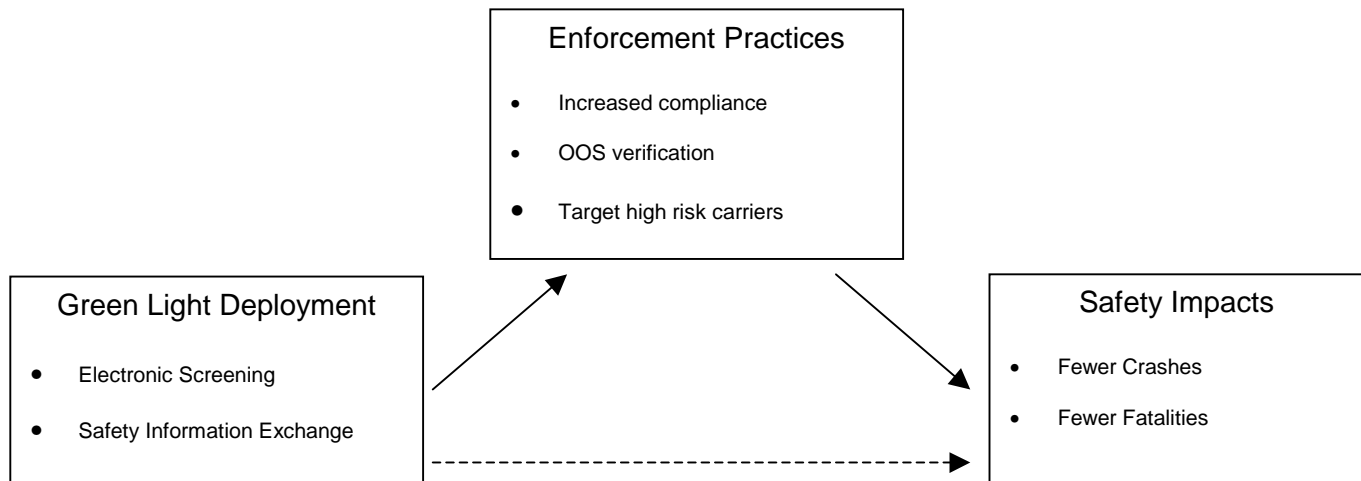 Enforcement Practices
• Increased compliance
• OOS verification
• Target high risk carriers
Green Light Deployment
• Electronic Screening
• Safety Information Exchange
Safety Impacts
• Fewer Crashes
• Fewer Fatalities